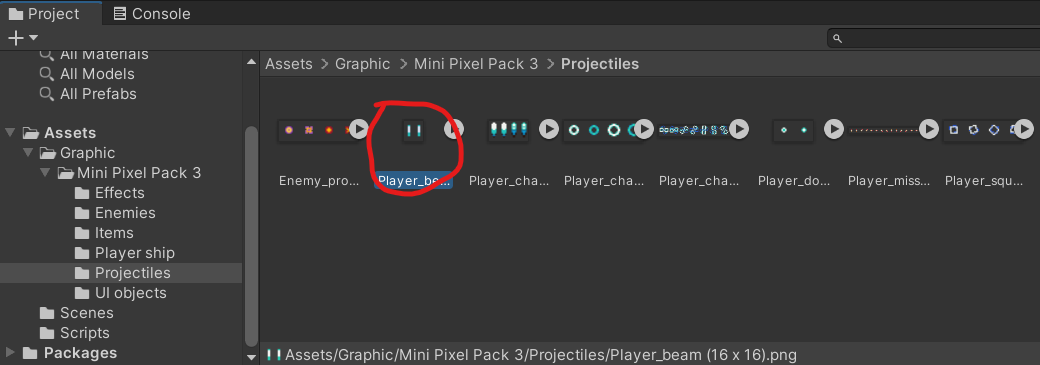 Project
Console
All Materials
All Models
All Prefabs
Assets
Graphic
Mini Pixel Pack 3
Effects
Enemies
Items
Player ship
Projectiles
UI objects
Scenes
Scripts
Packages
Assets > Graphic > Mini Pixel Pack 3 > Projectiles
Enemy_pro... Player_be... Player_cha... Player_cha... Player_cha... Player_do... Player_miss... Player_squ...
Assets/Graphic/Mini Pixel Pack 3/Projectiles/Player_beam (16 x 16).png